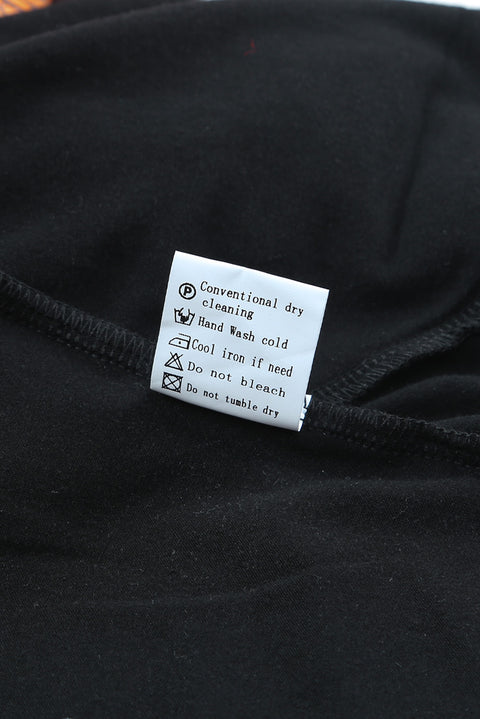 P Conventional dry
cleaning
Hand Wash cold
Cool iron if need
Do not bleach
Do not tumble dry